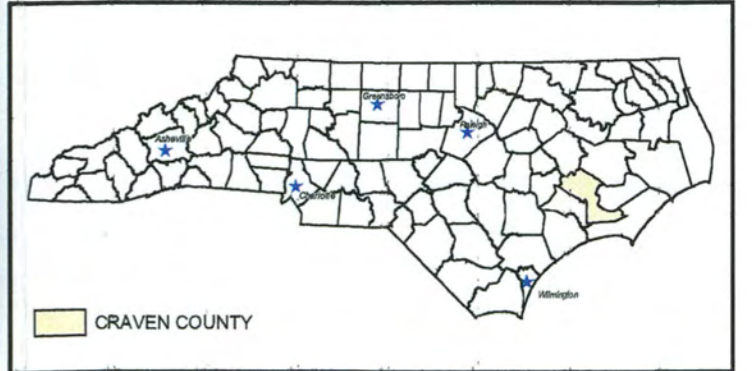 Greensboro
Raleigh
Asheville
Charlotte
Wilmington
CRAVEN COUNTY